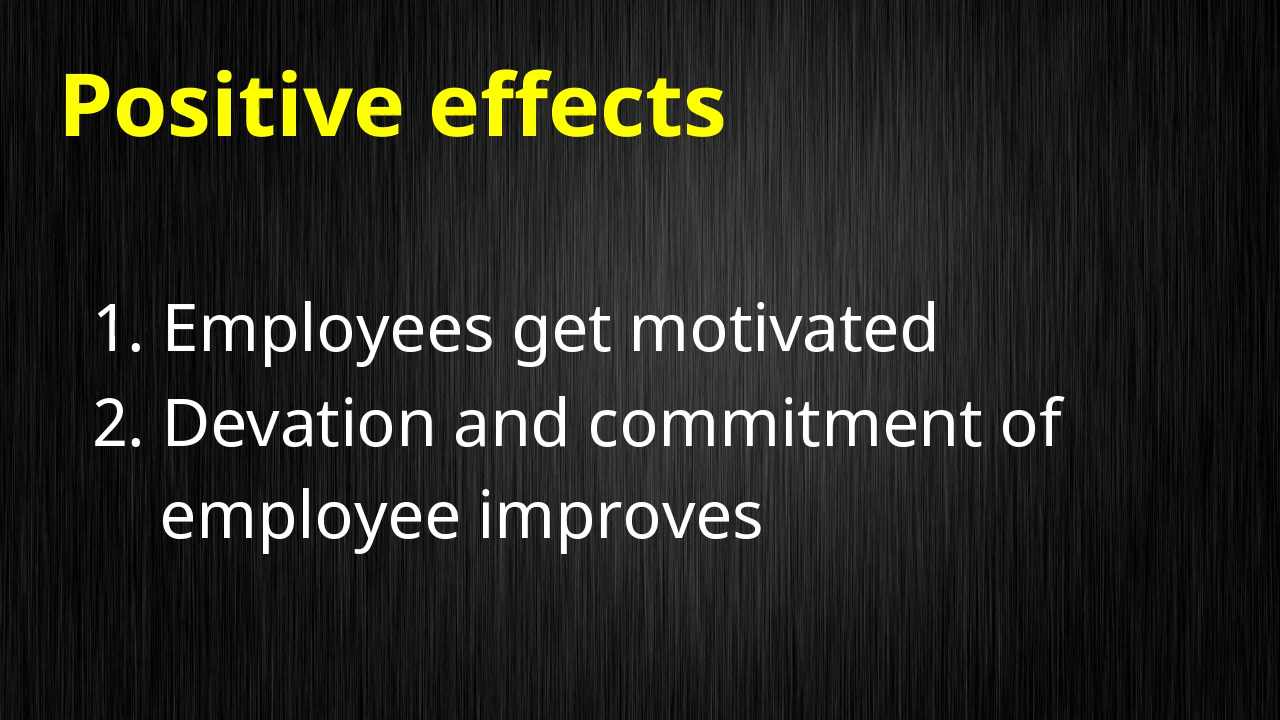 Positive effects
1. Employees get motivated
2. Devation and commitment of
employee improves